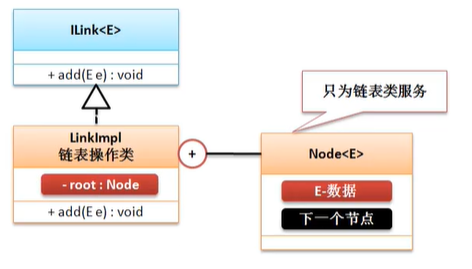 ILink<E>
+ add(E e) : void
只为链表类服务
LinkImpl
链表操作类
- root : Node
+ add(E e) : void
+
Node<E>
E-数据
下一个节点